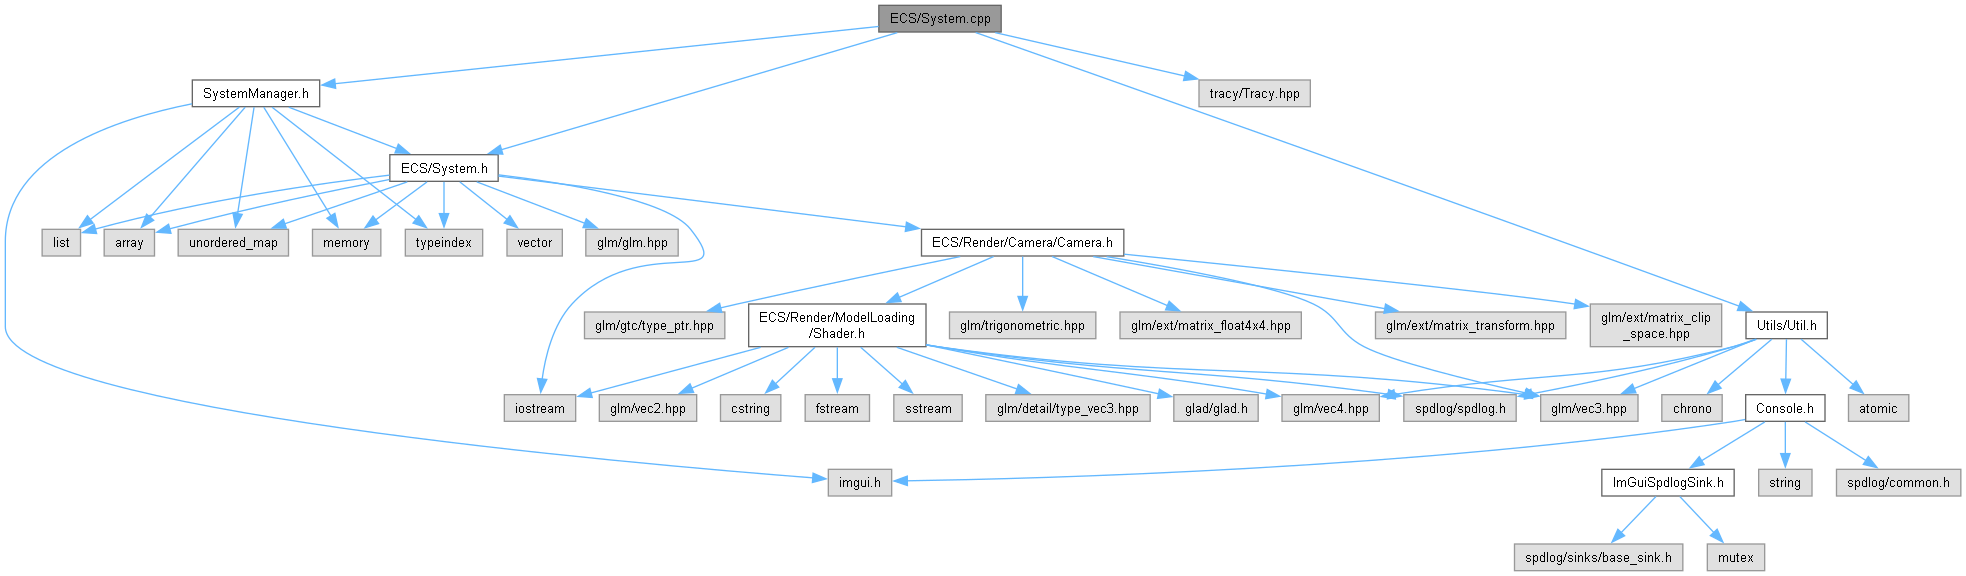 ECS/System.cpp
SystemManager.h
tracy/Tracy.hpp
ECS/System.h
list
array
unordered_map
memory
typeindex
vector
glm/glm.hpp
ECS/Render/Camera/Camera.h
glm/gtc/type_ptr.hpp
ECS/Render/ModelLoading
/Shader.h
glm/trigonometric.hpp
glm/ext/matrix_float4x4.hpp
glm/ext/matrix_transform.hpp
glm/ext/matrix_clip
_space.hpp
Utils/Util.h
iostream
glm/vec2.hpp
cstring
fstream
sstream
glm/detail/type_vec3.hpp
glad/glad.h
glm/vec4.hpp
spdlog/spdlog.h
glm/vec3.hpp
chrono
Console.h
atomic
imgui.h
ImGuiSpdlogSink.h
string
spdlog/common.h
spdlog/sinks/base_sink.h
mutex